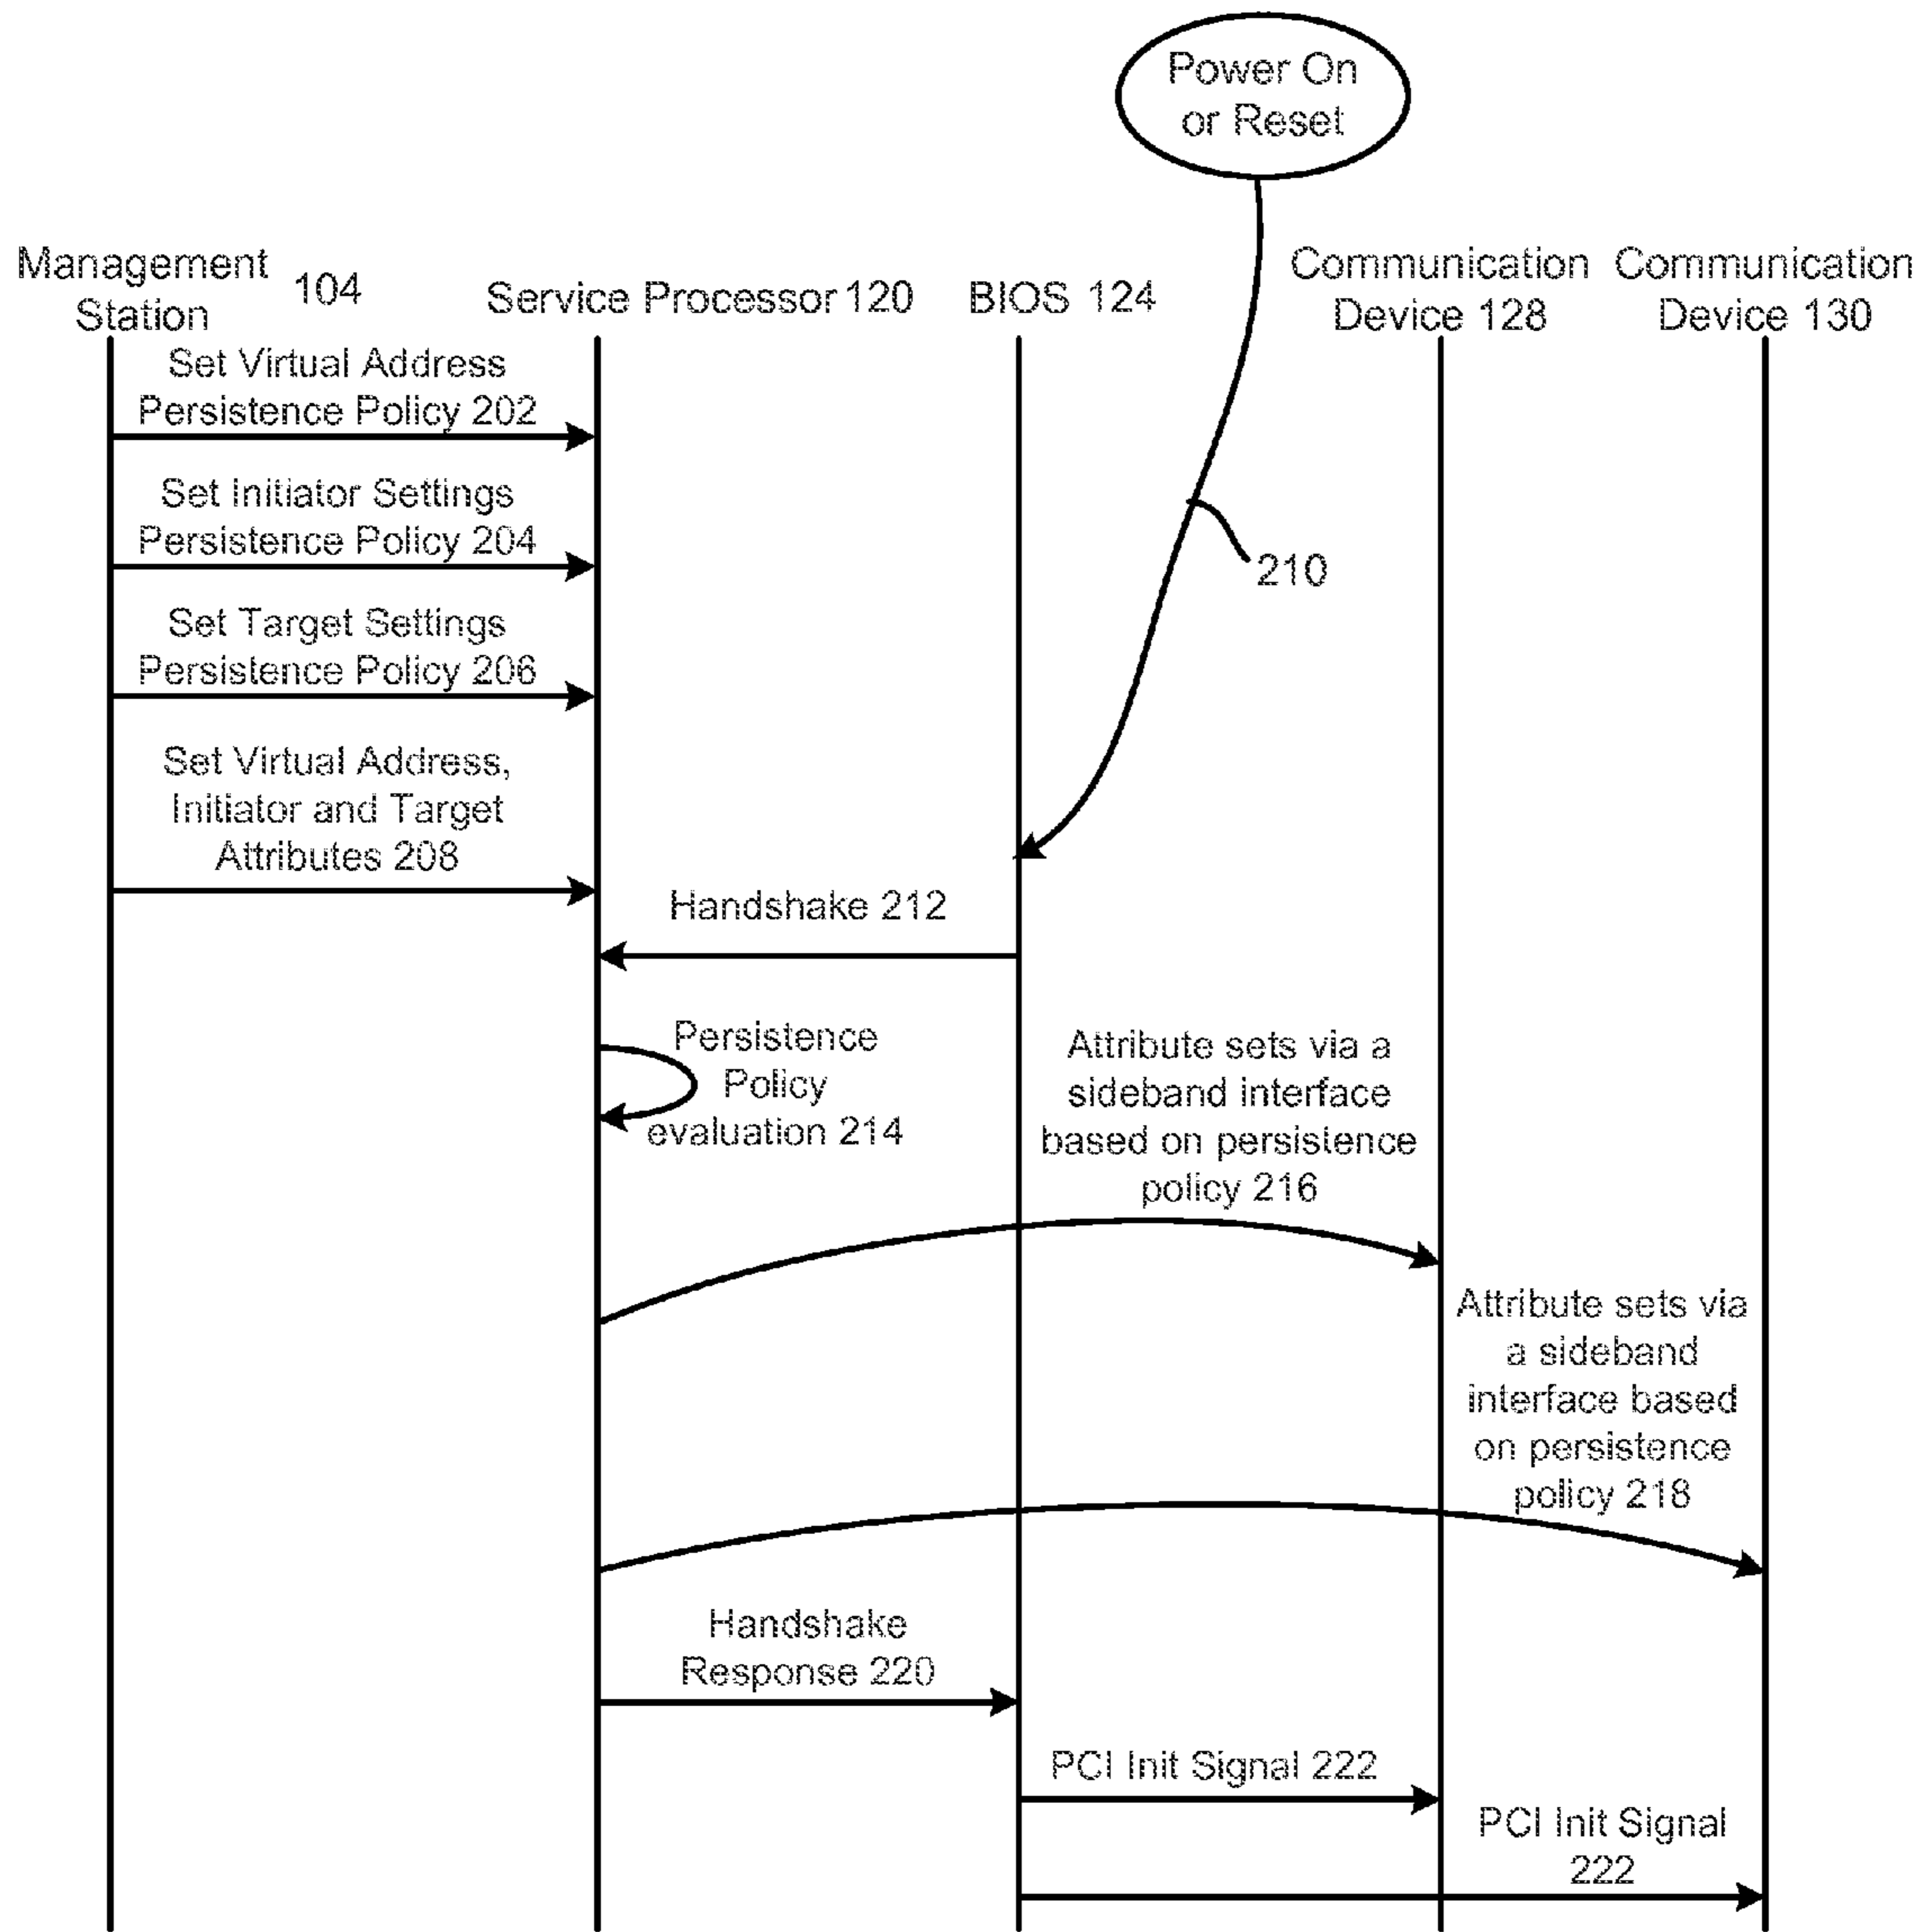 Power On
or Reset
Management
Station
104
Service Processor 120
BIOS 124
Communication
Device 128
Communication
Device 130
Set Virtual Address
Persistence Policy 202
Set Initiator Settings
Persistence Policy 204
210
Set Target Settings
Persistence Policy 206
Set Virtual Address,
Initiator and Target
Attributes 208
Handshake 212
Persistence
Policy
evaluation 214
Attribute sets via a
sideband interface
based on persistence
policy 216
Attribute sets via
a sideband
interface based
on persistence
policy 218
Handshake
Response 220
PCI Init Signal 222
PCI Init Signal
222